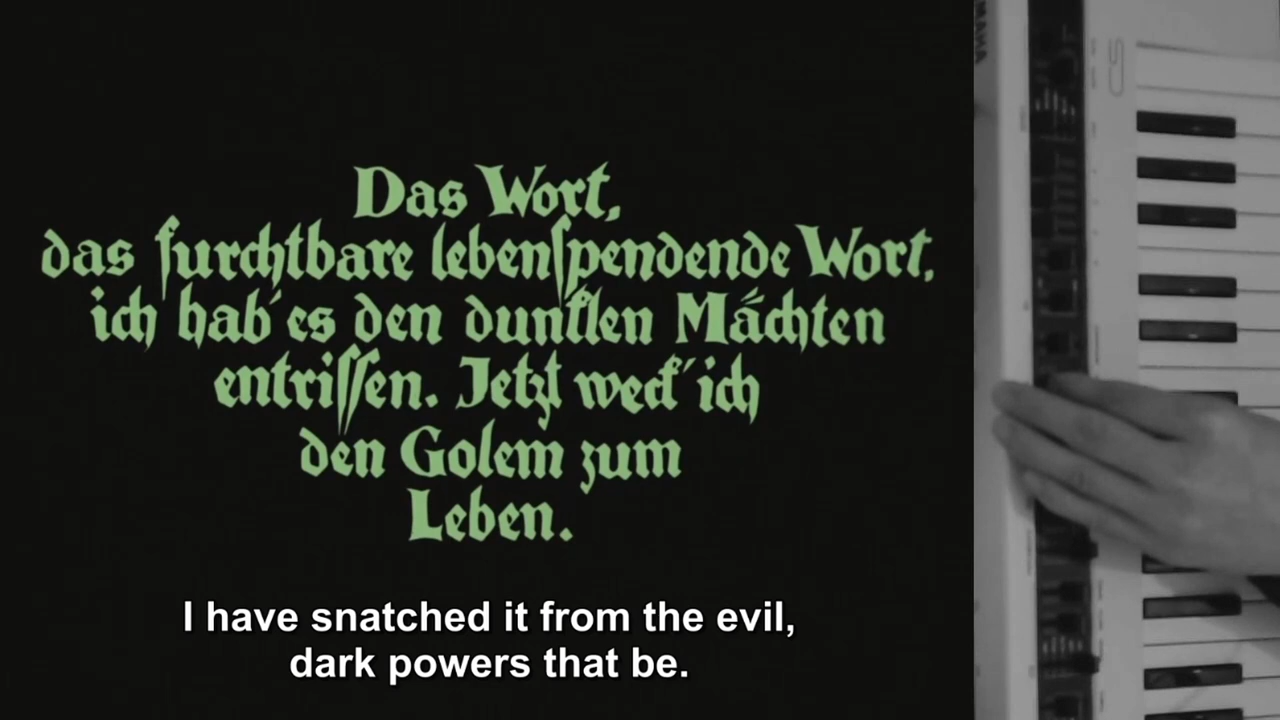 Das Wort,
das furchtbare lebenſpendende Wort,
ich hab' es den dunklen Mächten
entriſſen. Jetzt weck' ich
den Golem zum
Leben.
I have snatched it from the evil,
dark powers that be.
CS